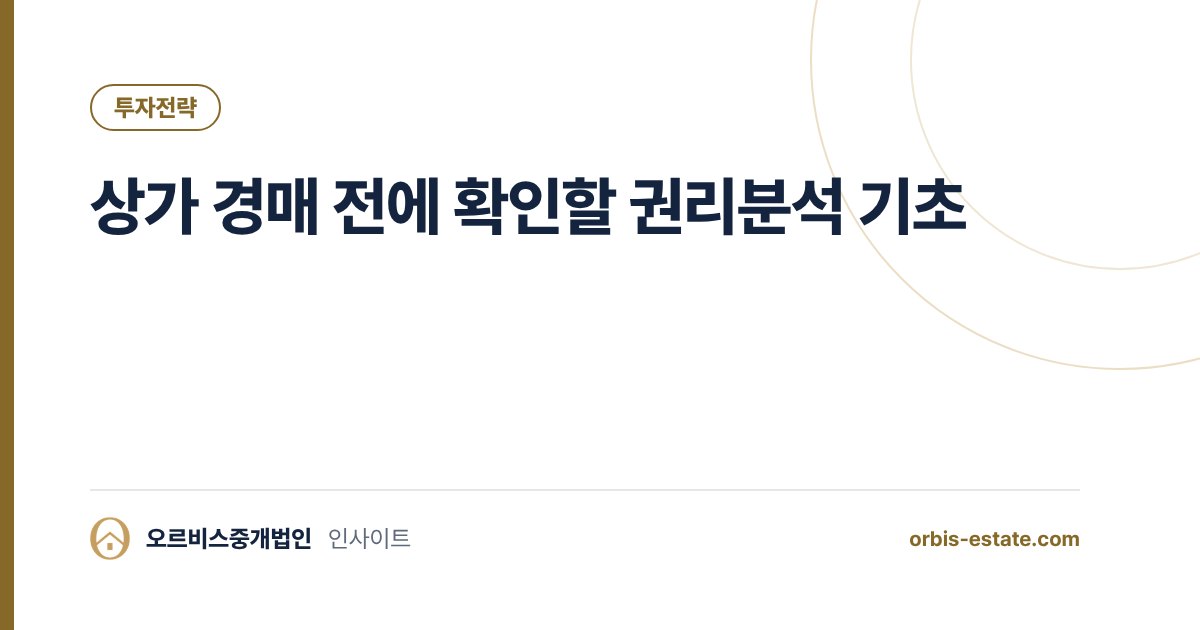 투자전략
상가 경매 전에 확인할 권리분석 기초
오르비스중개법인 인사이트
orbis-estate.com